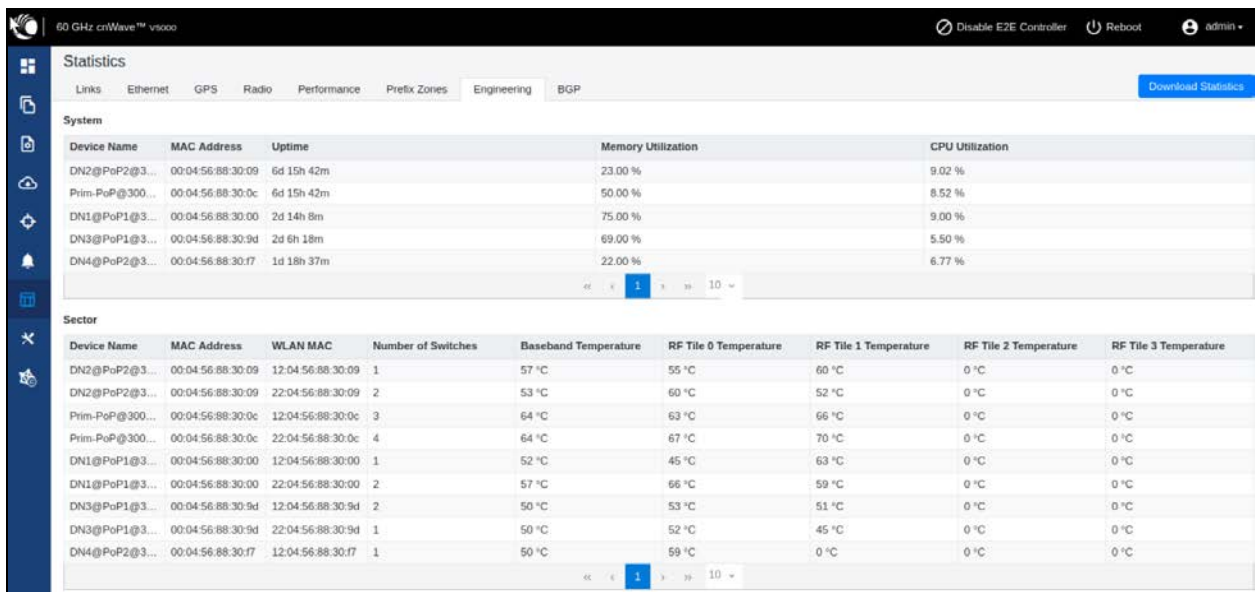 60 GHz cnWave™ V5000 Disable E2E Controller Reboot admin
Statistics
Links Ethernet GPS Radio Performance Prefix Zones Engineering BGP Download Statistics
System
Device Name MAC Address Uptime Memory Utilization CPU Utilization
DN2@PoP2@3... 00:04:56:88:30:09 6d 15h 42m 23.00 % 9.02 %
Prim-PoP@300... 00:04:56:88:30:0c 6d 15h 42m 50.00 % 8.52 %
DN1@PoP1@3... 00:04:56:88:30:00 2d 14h 8m 75.00 % 9.00 %
DN3@PoP1@3... 00:04:56:88:30:9d 2d 6h 18m 69.00 % 5.50 %
DN4@PoP2@3... 00:04:56:88:30:f7 1d 18h 37m 22.00 % 6.77 %
« ‹ 1 › » 10
Sector
Device Name MAC Address WLAN MAC Number of Switches Baseband Temperature RF Tile 0 Temperature RF Tile 1 Temperature RF Tile 2 Temperature RF Tile 3 Temperature
DN2@PoP2@3... 00:04:56:88:30:09 12:04:56:88:30:09 1 57 °C 55 °C 60 °C 0 °C 0 °C
DN2@PoP2@3... 00:04:56:88:30:09 22:04:56:88:30:09 2 53 °C 60 °C 52 °C 0 °C 0 °C
Prim-PoP@300... 00:04:56:88:30:0c 12:04:56:88:30:0c 3 64 °C 63 °C 66 °C 0 °C 0 °C
Prim-PoP@300... 00:04:56:88:30:0c 22:04:56:88:30:0c 4 64 °C 67 °C 70 °C 0 °C 0 °C
DN1@PoP1@3... 00:04:56:88:30:00 12:04:56:88:30:00 1 52 °C 45 °C 63 °C 0 °C 0 °C
DN1@PoP1@3... 00:04:56:88:30:00 22:04:56:88:30:00 2 57 °C 66 °C 59 °C 0 °C 0 °C
DN3@PoP1@3... 00:04:56:88:30:9d 12:04:56:88:30:9d 2 50 °C 53 °C 51 °C 0 °C 0 °C
DN3@PoP1@3... 00:04:56:88:30:9d 22:04:56:88:30:9d 1 50 °C 52 °C 45 °C 0 °C 0 °C
DN4@PoP2@3... 00:04:56:88:30:f7 12:04:56:88:30:f7 1 50 °C 59 °C 0 °C 0 °C 0 °C
« ‹ 1 › » 10